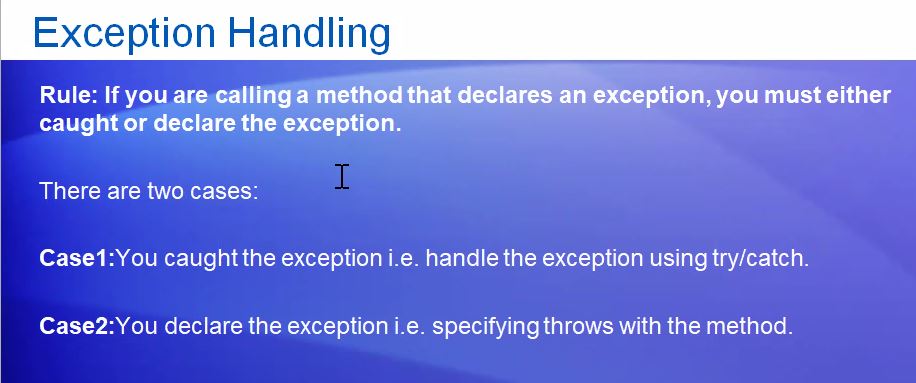 Exception Handling
Rule: If you are calling a method that declares an exception, you must either
caught or declare the exception.
There are two cases:
Case1:You caught the exception i.e. handle the exception using try/catch.
Case2:You declare the exception i.e. specifying throws with the method.